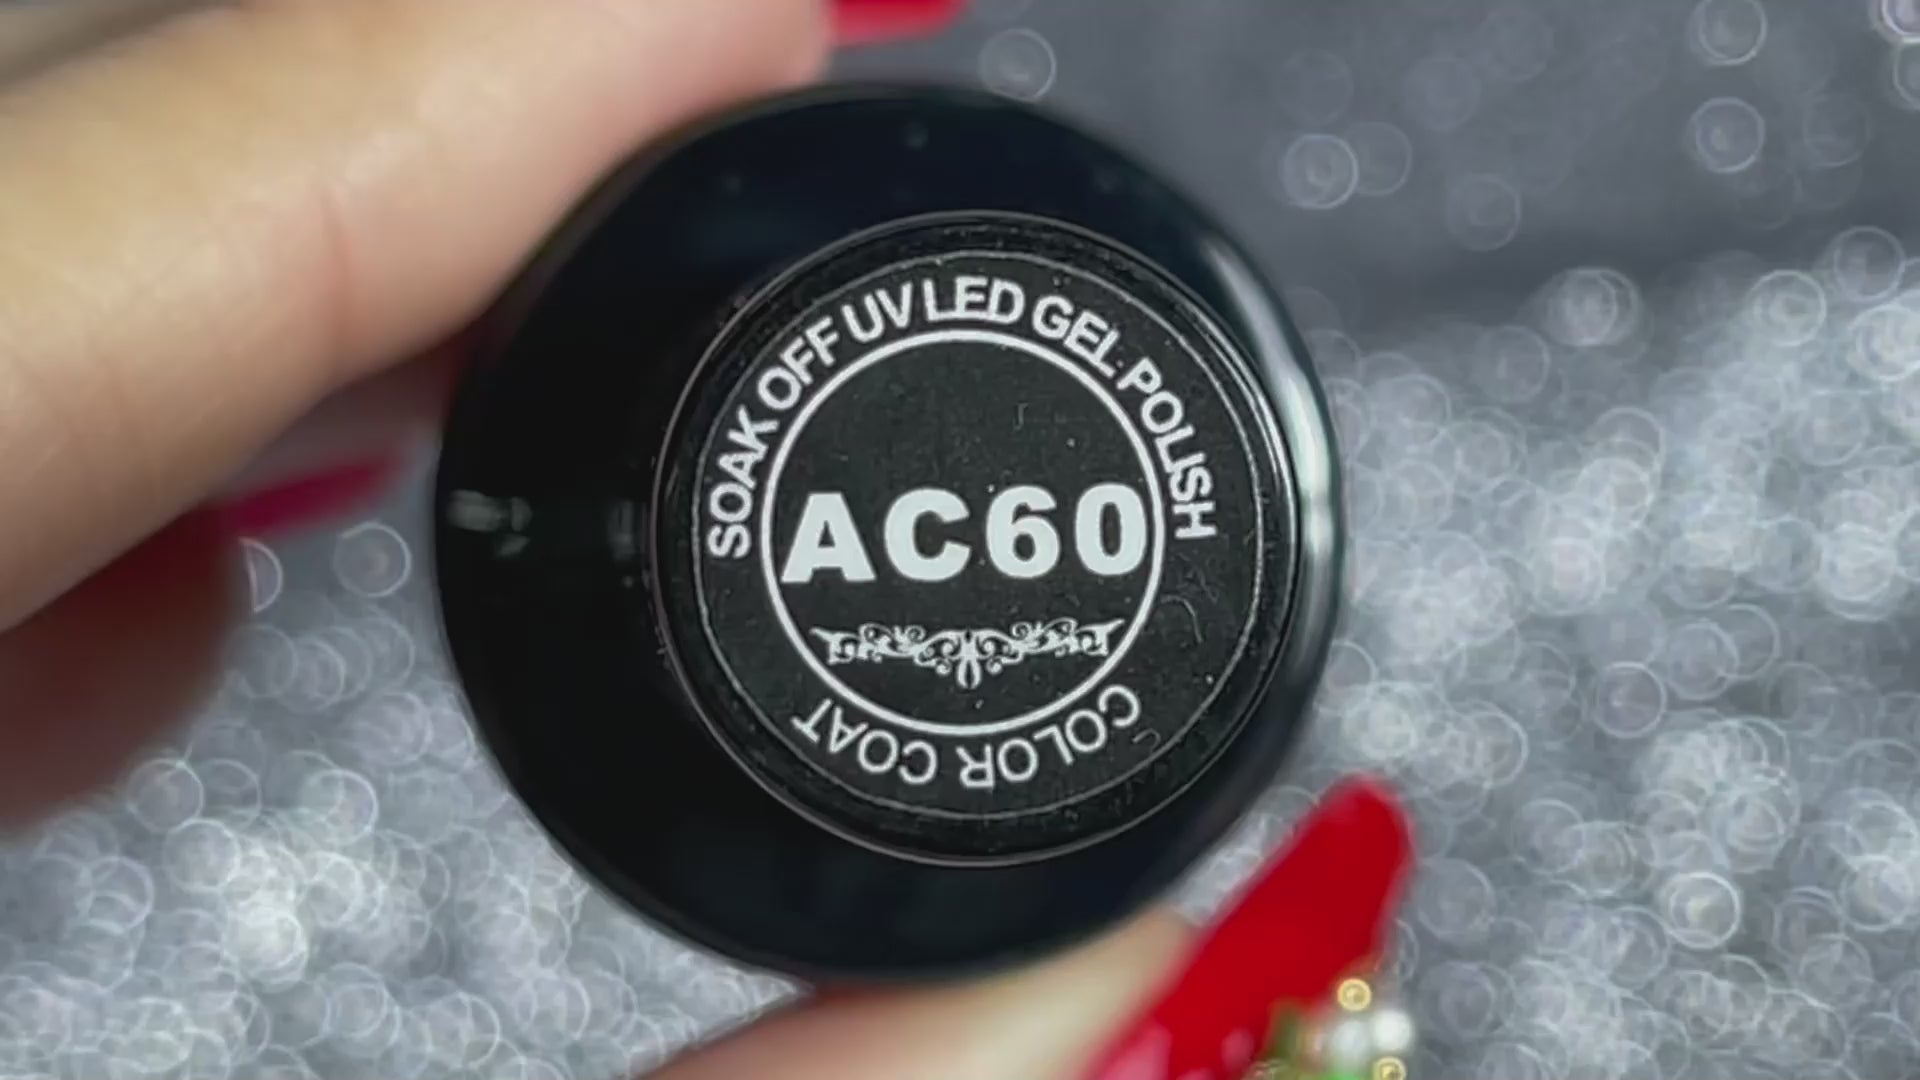 SOAK OFF UV LED GEL POLISH
AC60
COLOR COAT